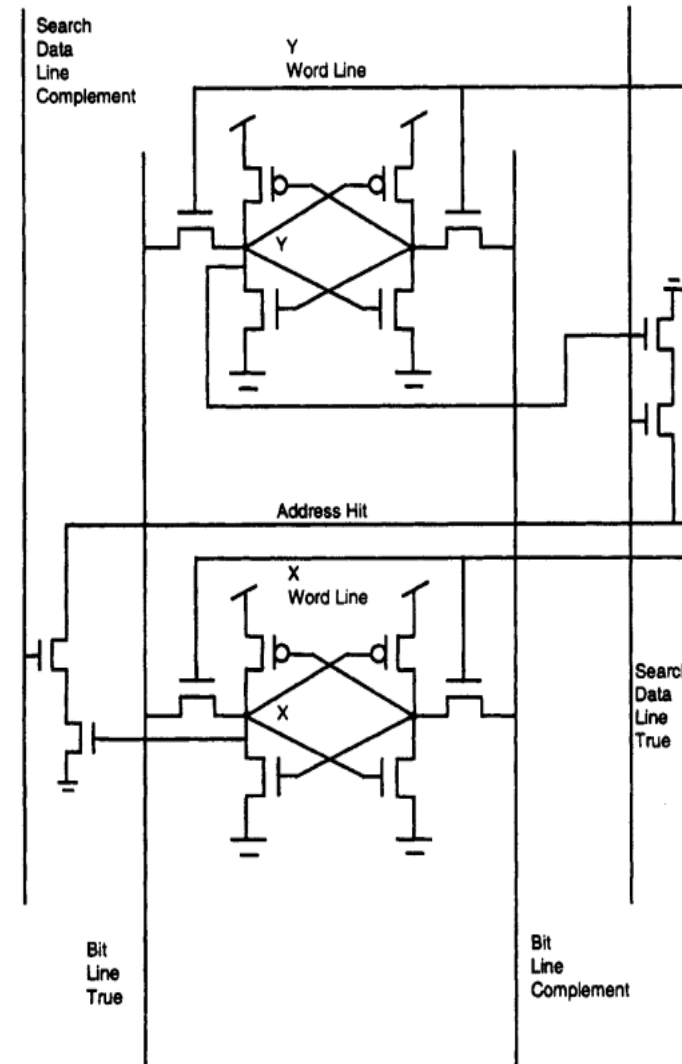 Search
Data
Line
Complement
Y
Word Line
Y
Address Hit
X
Word Line
X
Search
Data
Line
True
Bit
Line
True
Bit
Line
Complement